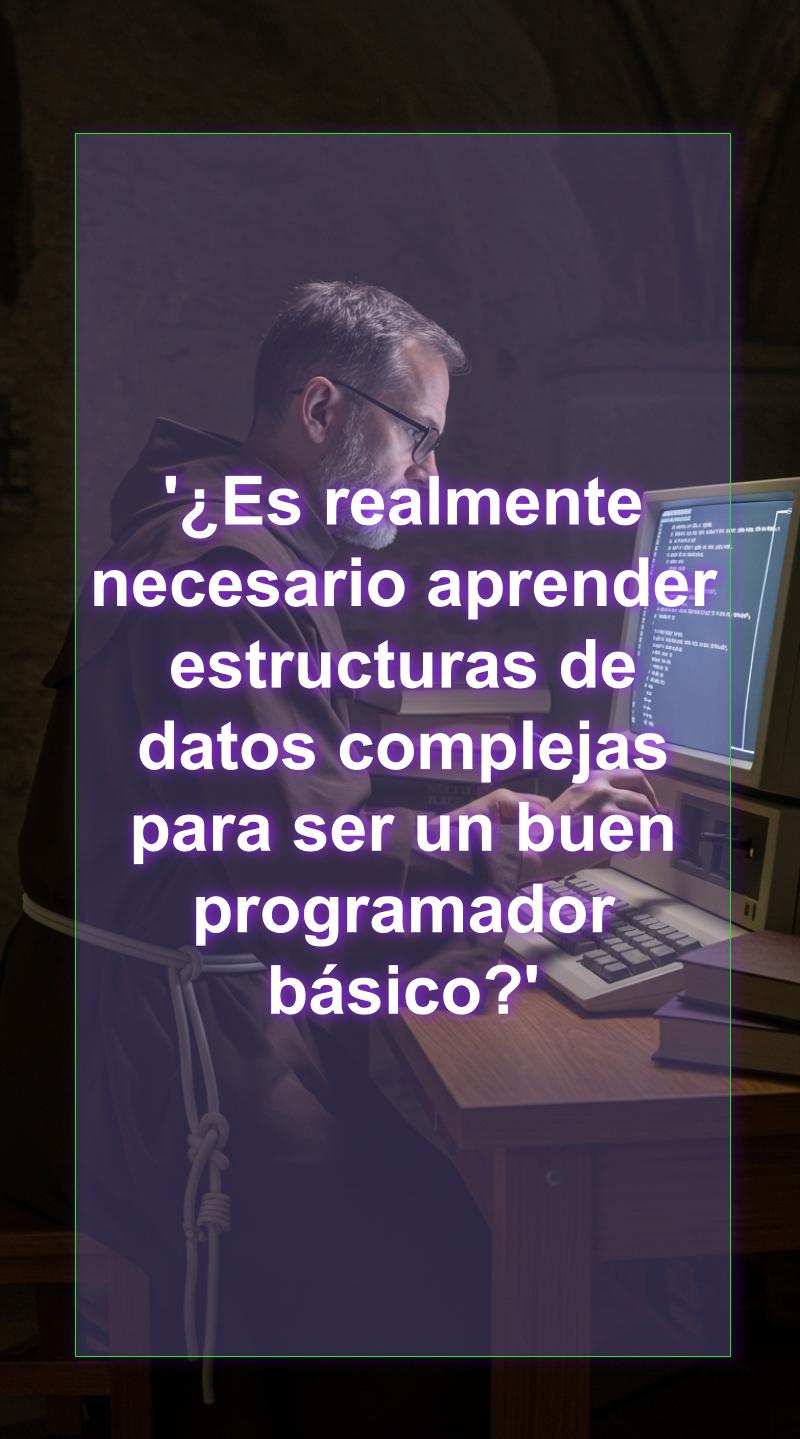 '¿Es realmente
necesario aprender
estructuras de
datos complejas
para ser un buen
programador
básico?'